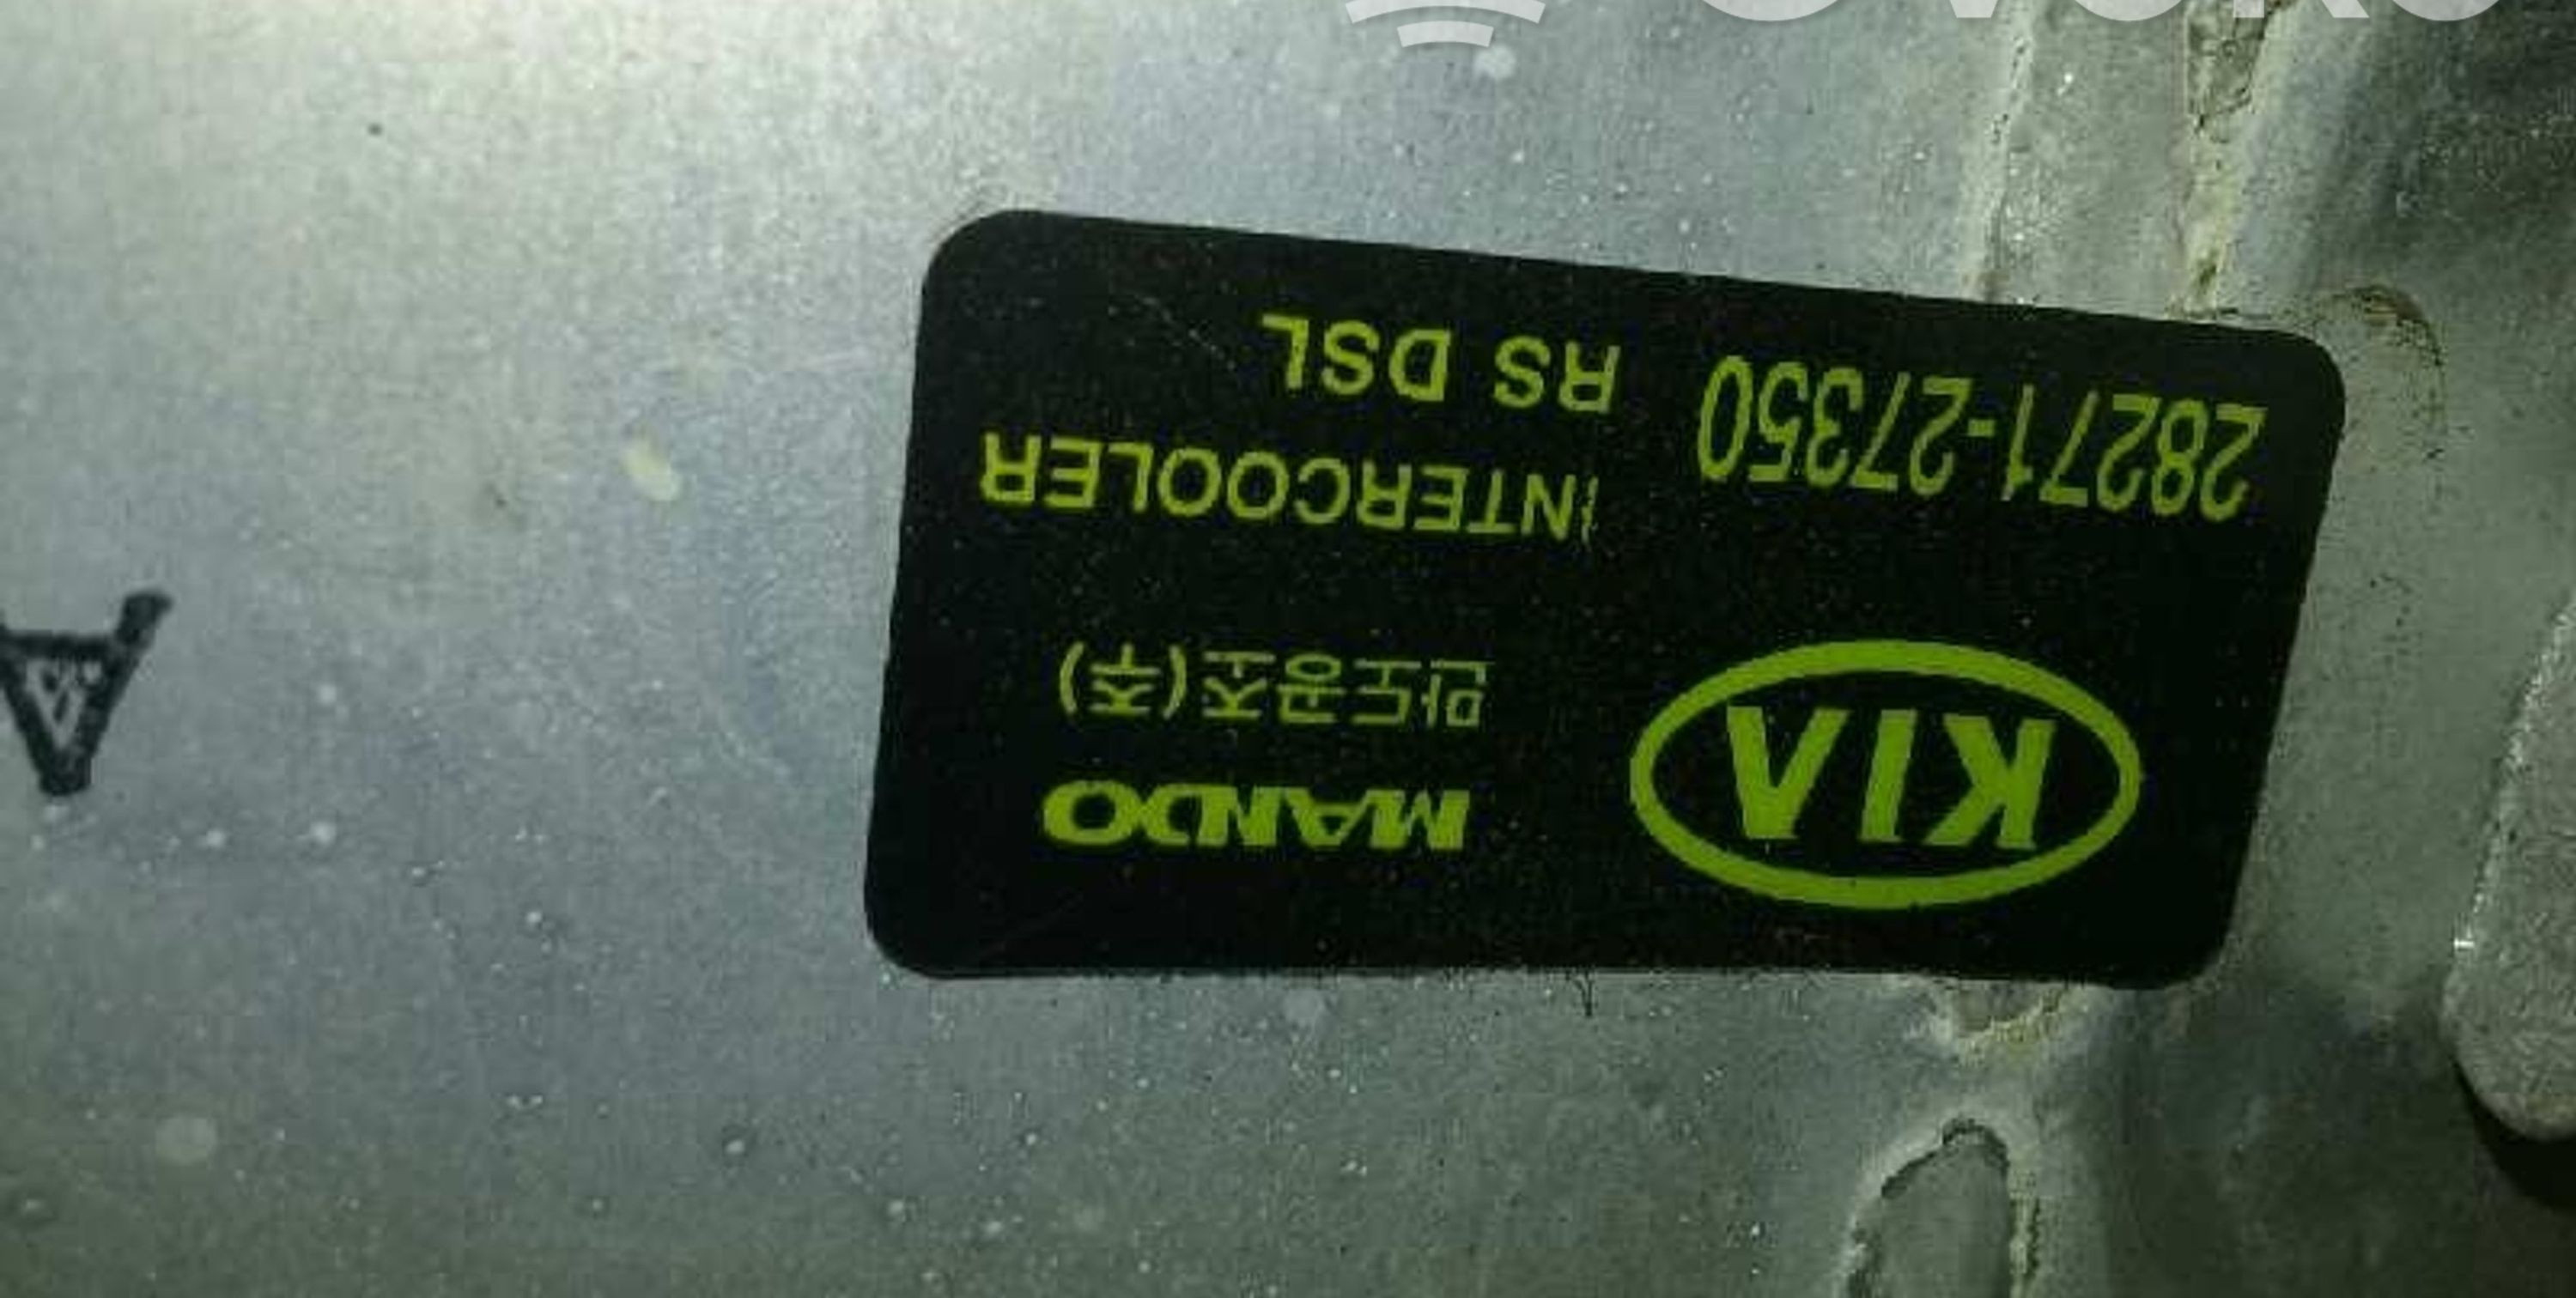 KIA
MANDO
만도공조(주)
28271-27350
INTERCOOLER
RS DSL
A